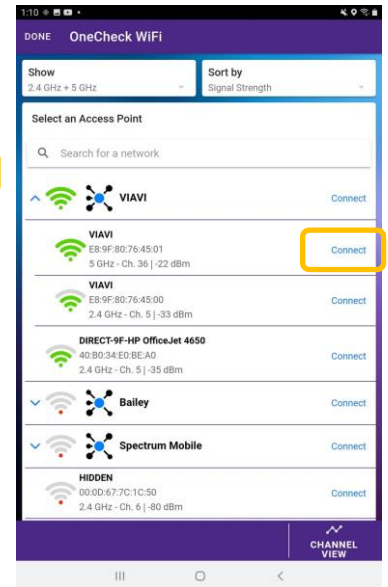 1:10
DONE OneCheck WiFi
Show
2.4 GHz + 5 GHz
Sort by
Signal Strength
Select an Access Point
Search for a network
VIAVI
Connect
VIAVI
E8:9F:80:76:45:01
5 GHz - Ch. 36 | -22 dBm
Connect
VIAVI
E8:9F:80:76:45:00
2.4 GHz - Ch. 5 | -33 dBm
Connect
DIRECT-9F-HP OfficeJet 4650
40:B0:34:E0:BE:A0
2.4 GHz - Ch. 5 | -35 dBm
Connect
Bailey
Connect
Spectrum Mobile
Connect
HIDDEN
00:0D:67:7C:1C:50
2.4 GHz - Ch. 6 | -80 dBm
Connect
CHANNEL
VIEW